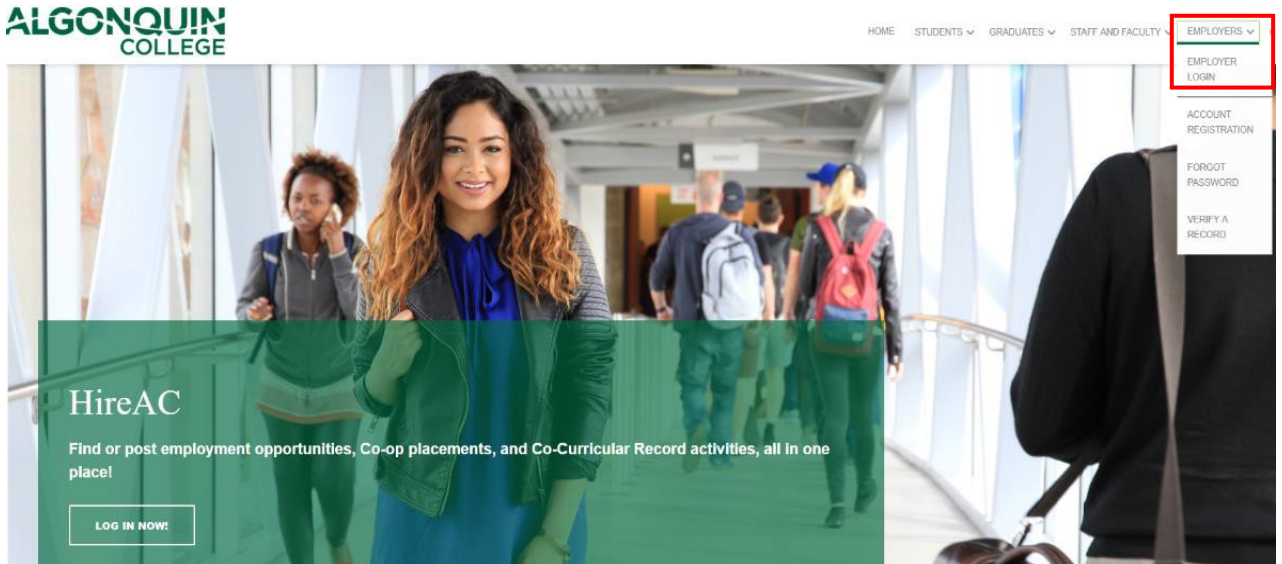 ALGONQUIN
COLLEGE
HOME STUDENTS GRADUATES STAFF AND FACULTY EMPLOYERS
EMPLOYER
LOGIN
ACCOUNT
REGISTRATION
FORGOT
PASSWORD
VERIFY A
RECORD
HireAC
Find or post employment opportunities, Co-op placements, and Co-Curricular Record activities, all in one
place!
LOG IN NOW!